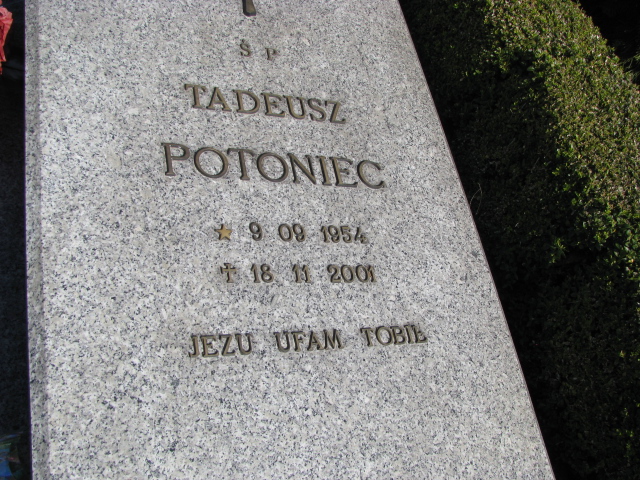 Ś P
TADEUSZ
POTONIEC
★ 9 09 1954
✝ 18 11 2001
JEZU UFAM TOBIE